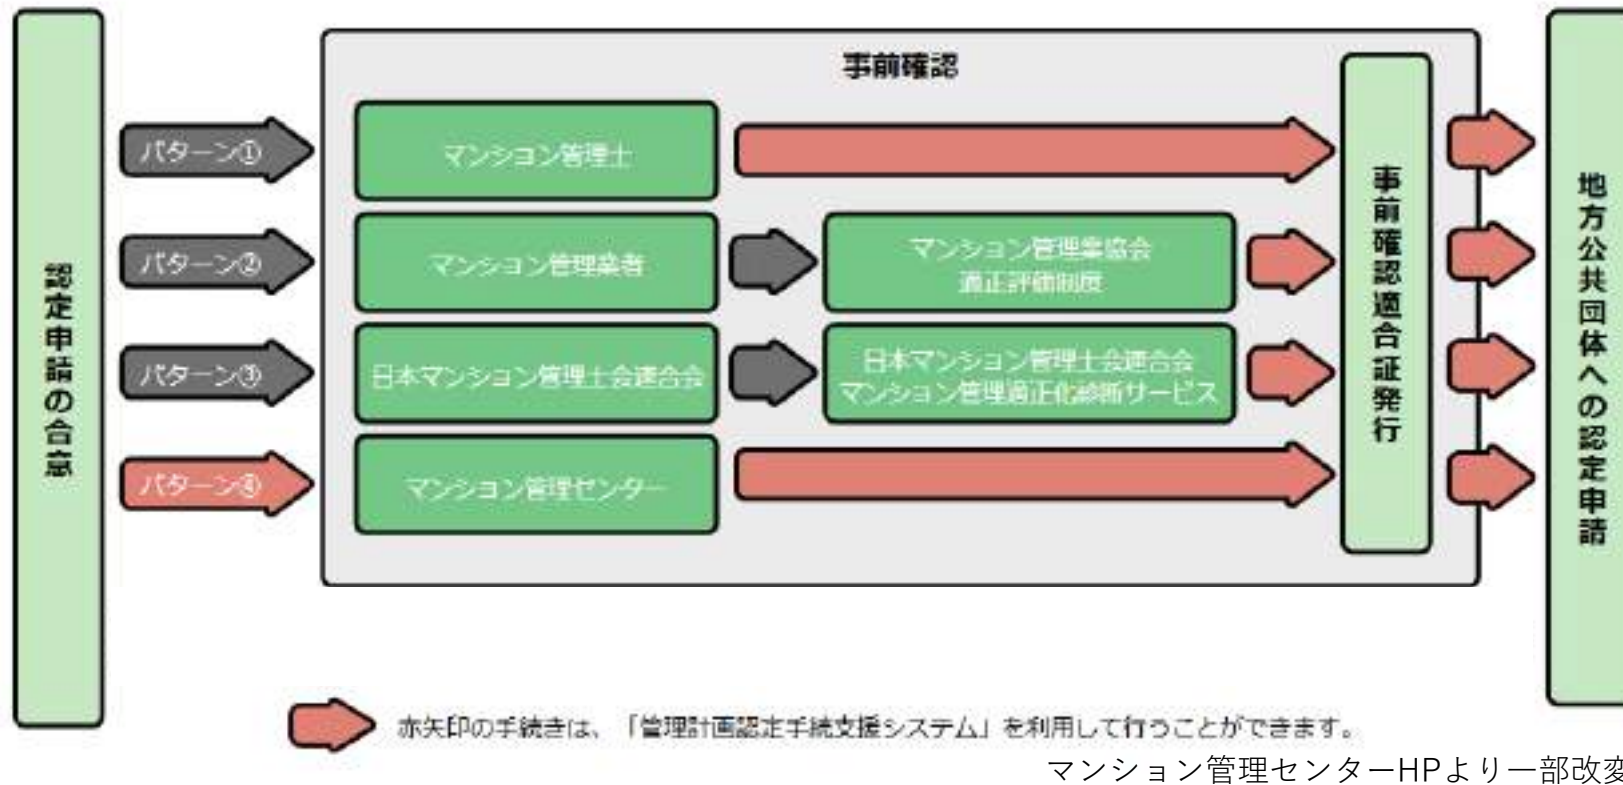 認定申請の合意
事前確認
パターン①
マンション管理士
パターン②
マンション管理業者
マンション管理業協会
適正評価制度
パターン③
日本マンション管理士会連合会
日本マンション管理士会連合会
マンション管理適正化診断サービス
パターン④
マンション管理センター
事前確認適合証発行
地方公共団体への認定申請
赤矢印の手続きは、「管理計画認定手続支援システム」を利用して行うことができます。
マンション管理センターHPより一部改変